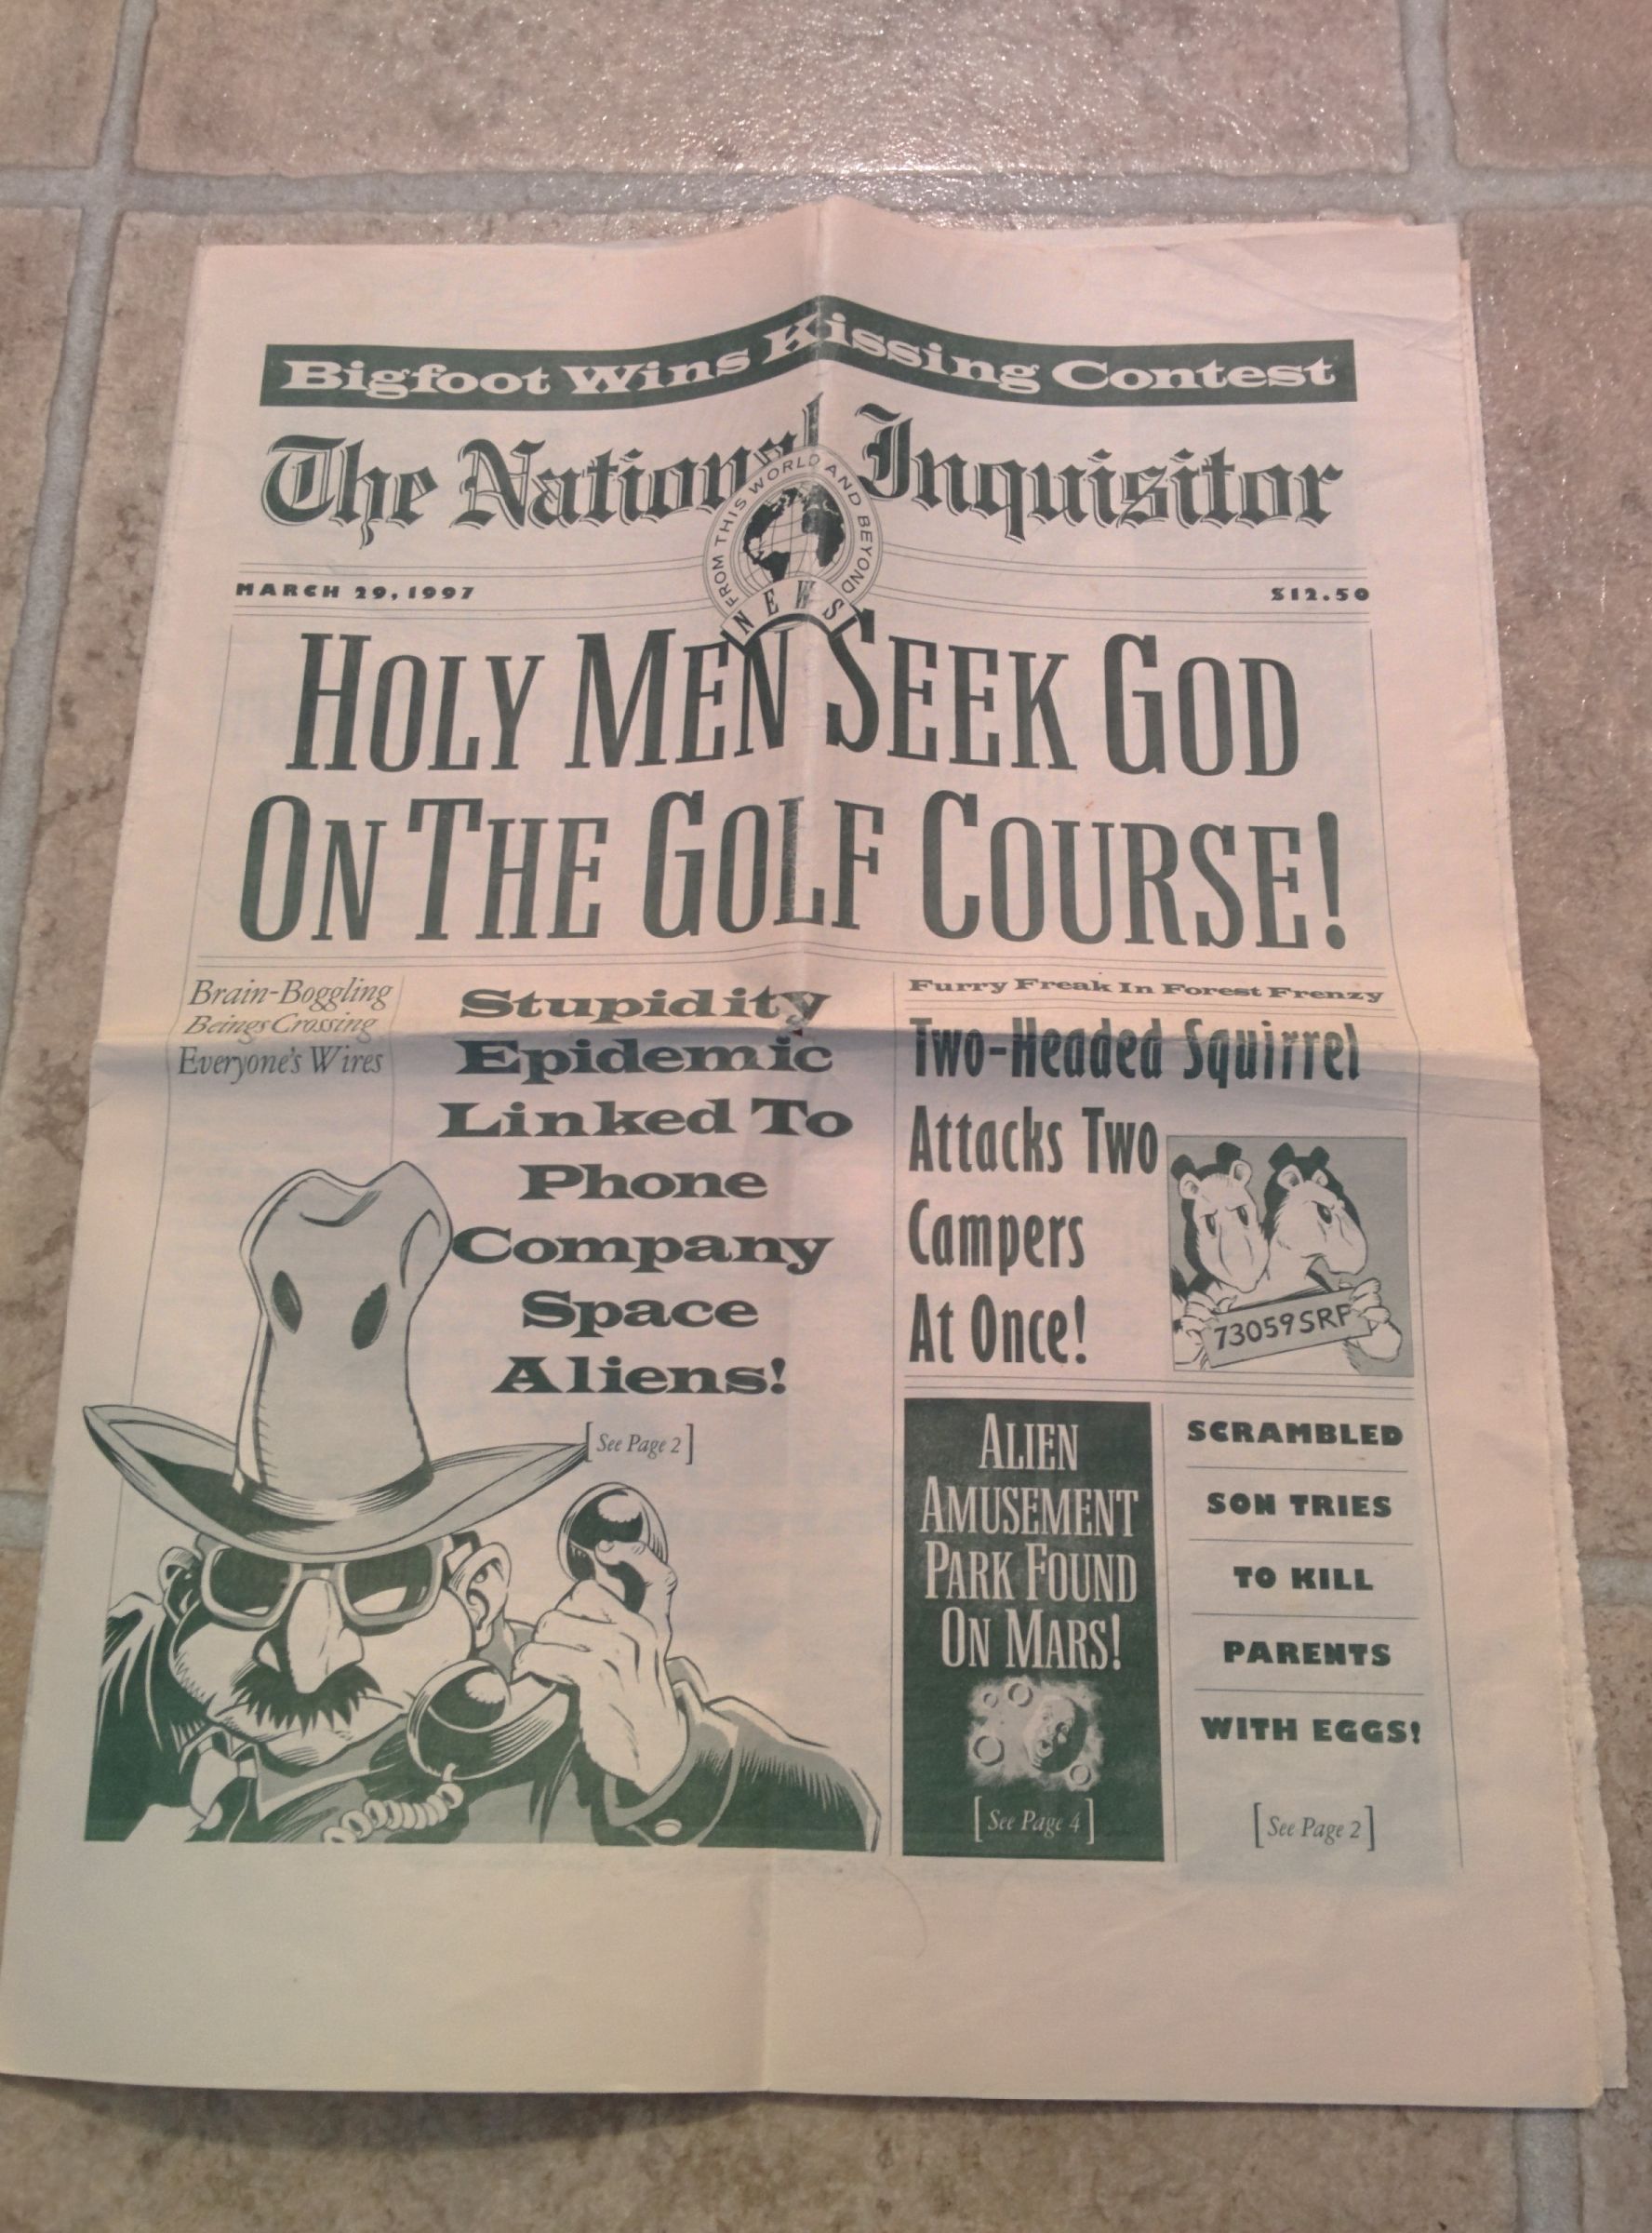 Bigfoot Wins Kissing Contest
The National Inquisitor
FROM THIS WORLD AND BEYOND
NEWS
MARCH 29, 1997
$12.50
HOLY MEN SEEK GOD
ON THE GOLF COURSE!
Brain-Boggling
Beings Crossing
Everyone's Wires
Stupidity
Epidemic
Linked To
Phone
Company
Space
Aliens!
[See Page 2]
Furry Freak In Forest Frenzy
Two-Headed Squirrel
Attacks Two
Campers
At Once!
73059SRF
ALIEN
AMUSEMENT
PARK FOUND
ON MARS!
[See Page 4]
SCRAMBLED
SON TRIES
TO KILL
PARENTS
WITH EGGS!
[See Page 2]